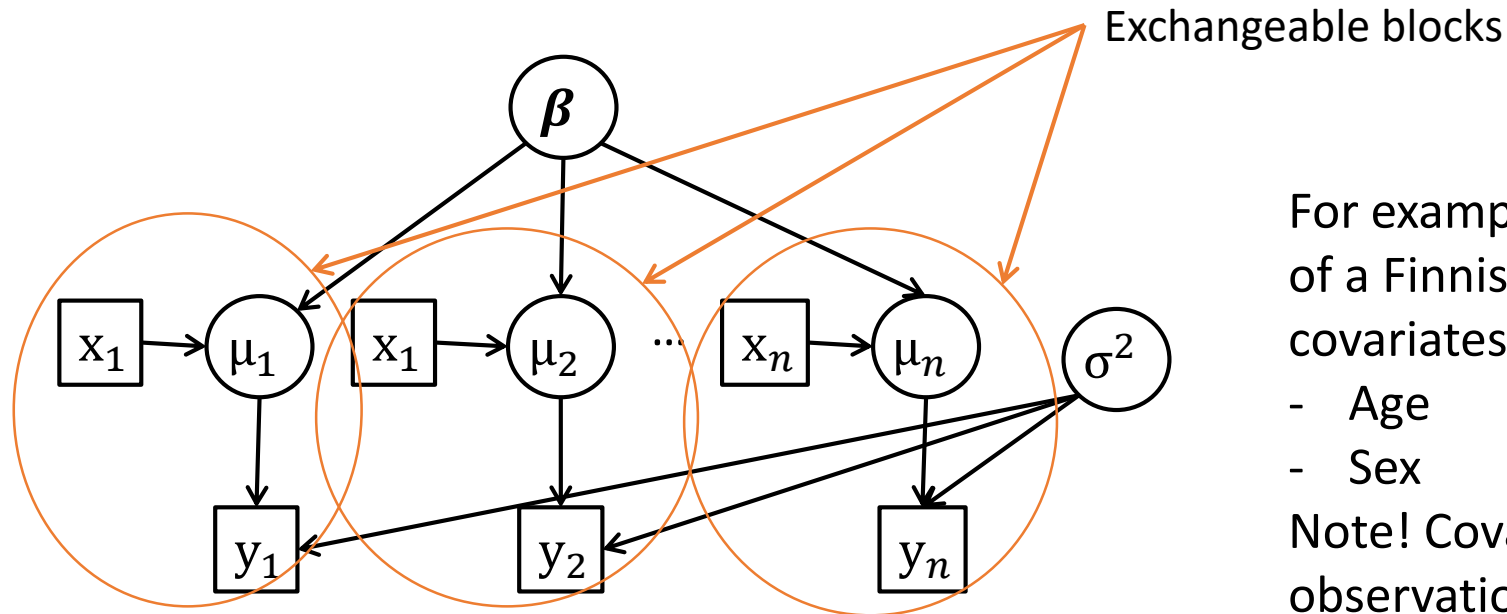 Exchangeable blocks
β
For examp
of a Finnis
covariates
x₁ μ₁ x₁ μ₂ ... xₙ μₙ σ²
- Age
- Sex
Note! Cova
observatio
y₁ y₂ yₙ